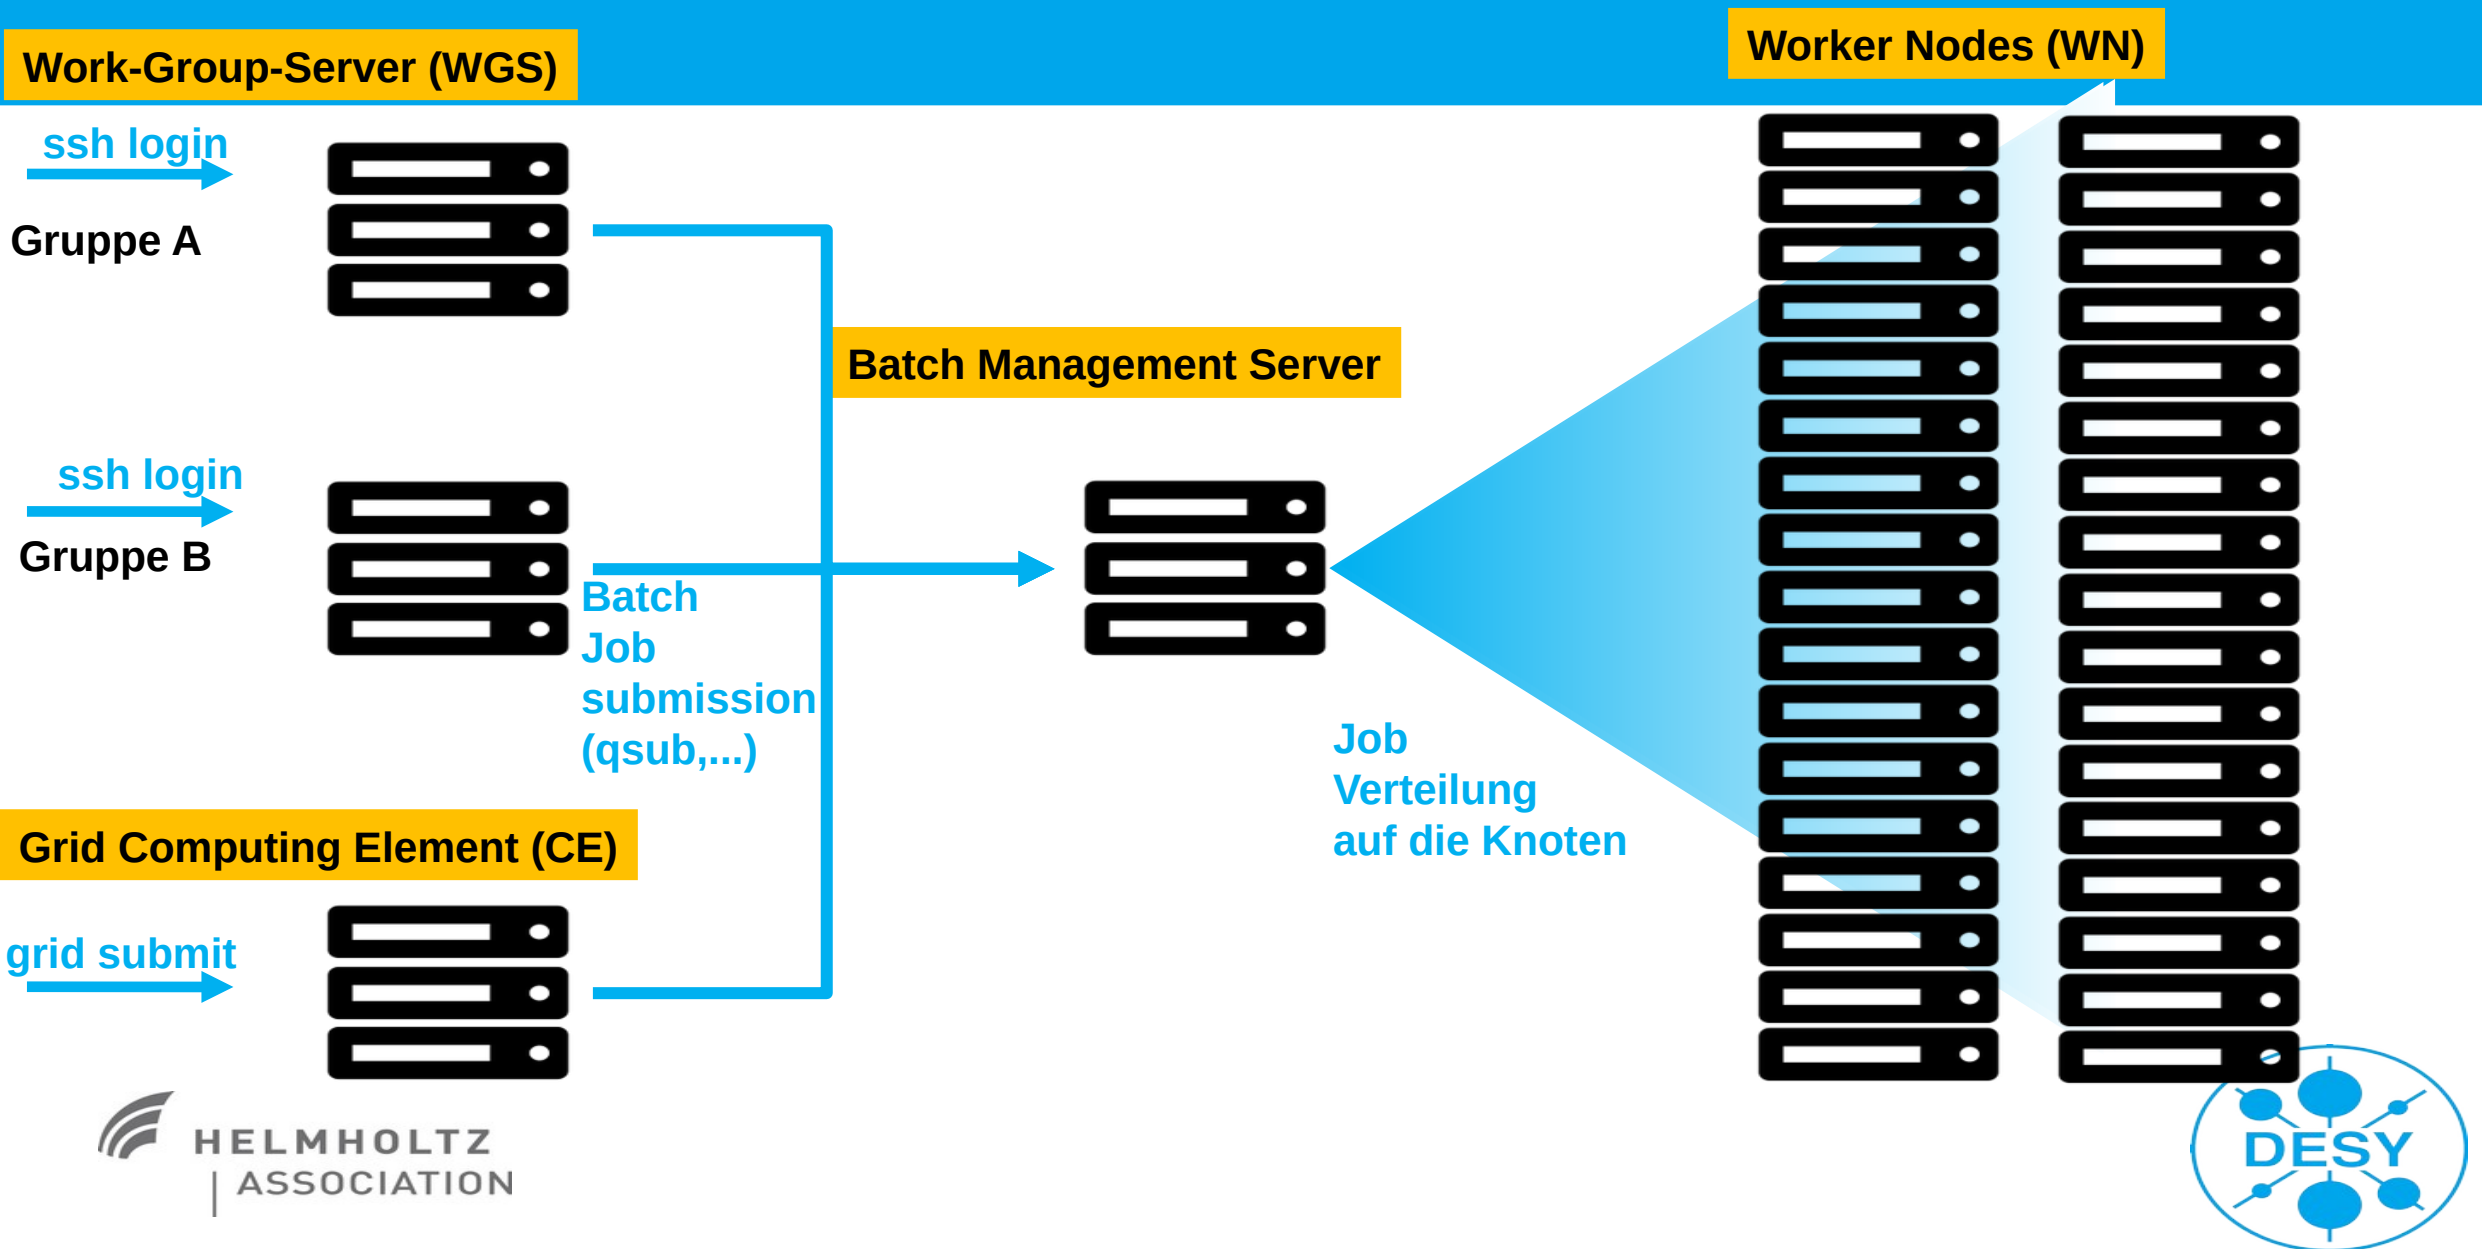 Work-Group-Server (WGS)
Worker Nodes (WN)
ssh login
Gruppe A
Batch Management Server
ssh login
Gruppe B
Batch
Job
submission
(qsub,...)
Job
Verteilung
auf die Knoten
Grid Computing Element (CE)
grid submit
HELMHOLTZ
ASSOCIATION
DESY